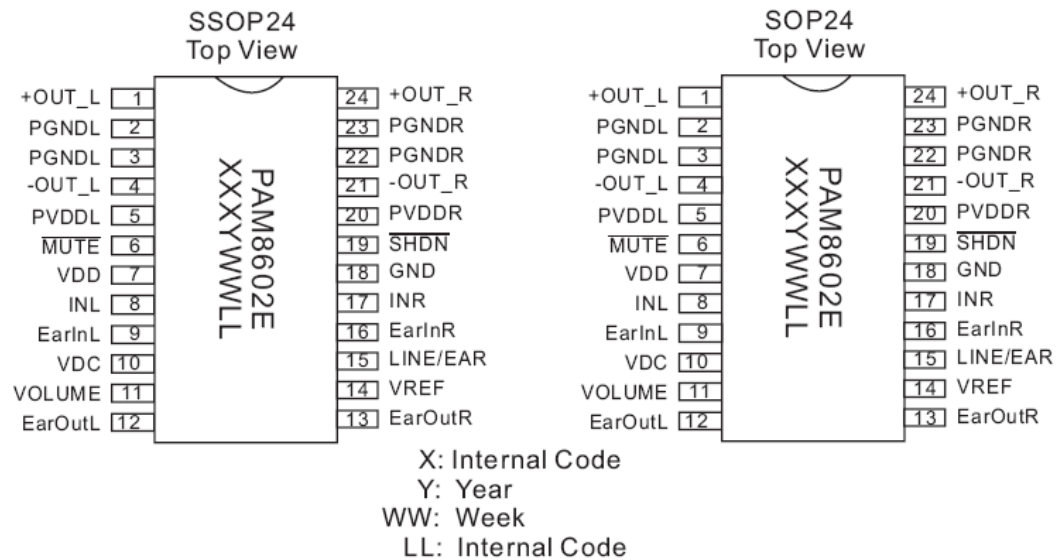 SSOP24
Top View
+OUT_L 1
PGNDL 2
PGNDL 3
-OUT_L 4
PVDDL 5
MUTE 6
VDD 7
INL 8
EarInL 9
VDC 10
VOLUME 11
EarOutL 12
PAM8602E
XXXYWWLL
24 +OUT_R
23 PGNDR
22 PGNDR
21 -OUT_R
20 PVDDR
19 SHDN
18 GND
17 INR
16 EarInR
15 LINE/EAR
14 VREF
13 EarOutR
SOP24
Top View
+OUT_L 1
PGNDL 2
PGNDL 3
-OUT_L 4
PVDDL 5
MUTE 6
VDD 7
INL 8
EarInL 9
VDC 10
VOLUME 11
EarOutL 12
PAM8602E
XXXYWWLL
24 +OUT_R
23 PGNDR
22 PGNDR
21 -OUT_R
20 PVDDR
19 SHDN
18 GND
17 INR
16 EarInR
15 LINE/EAR
14 VREF
13 EarOutR
X: Internal Code
Y: Year
WW: Week
LL: Internal Code